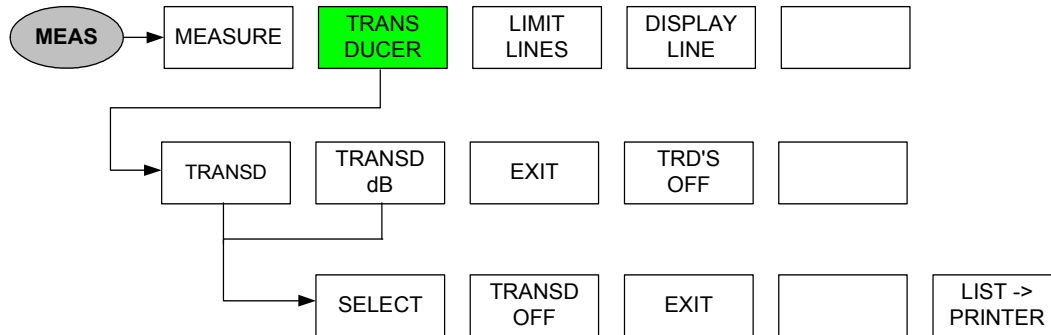 MEAS
MEASURE
TRANS
DUCER
LIMIT
LINES
DISPLAY
LINE
TRANSD
TRANSD
dB
EXIT
TRD'S
OFF
SELECT
TRANSD
OFF
EXIT
LIST ->
PRINTER